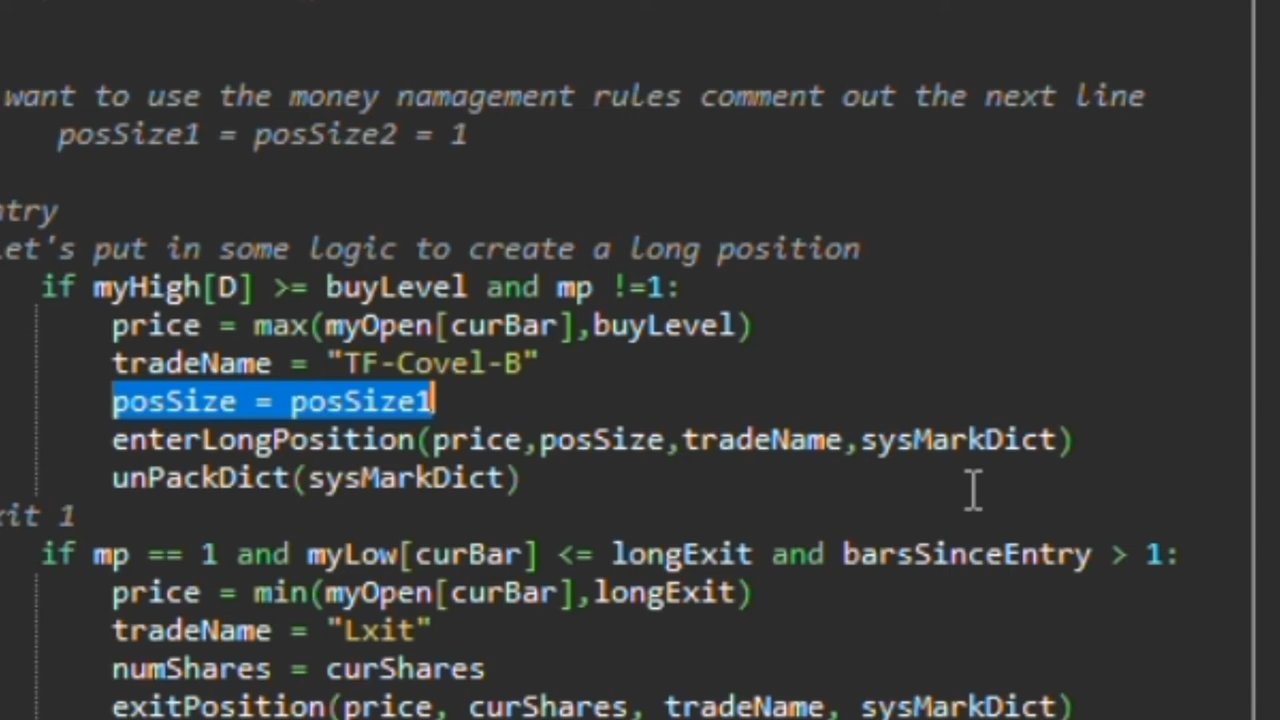 want to use the money namagement rules comment out the next line
posSize1 = posSize2 = 1
ntry
let's put in some logic to create a long position
if myHigh[D] >= buyLevel and mp !=1:
price = max(myOpen[curBar],buyLevel)
tradeName = "TF-Covel-B"
posSize = posSize1
enterLongPosition(price,posSize,tradeName,sysMarkDict)
unPackDict(sysMarkDict)
xit 1
if mp == 1 and myLow[curBar] <= longExit and barsSinceEntry > 1:
price = min(myOpen[curBar],longExit)
tradeName = "Lxit"
numShares = curShares
exitPosition(price, curShares, tradeName, sysMarkDict)